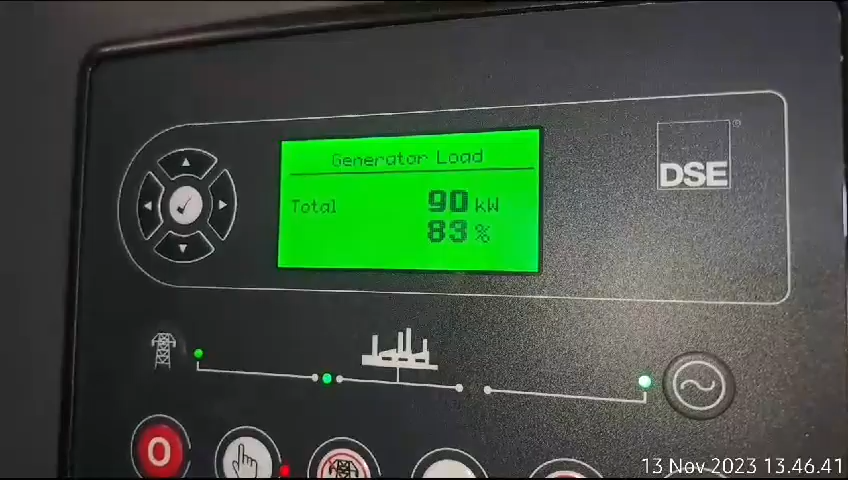 Generator Load
Total 90 kW
83 %
DSE®
O
13 Nov 2023 13.46.41